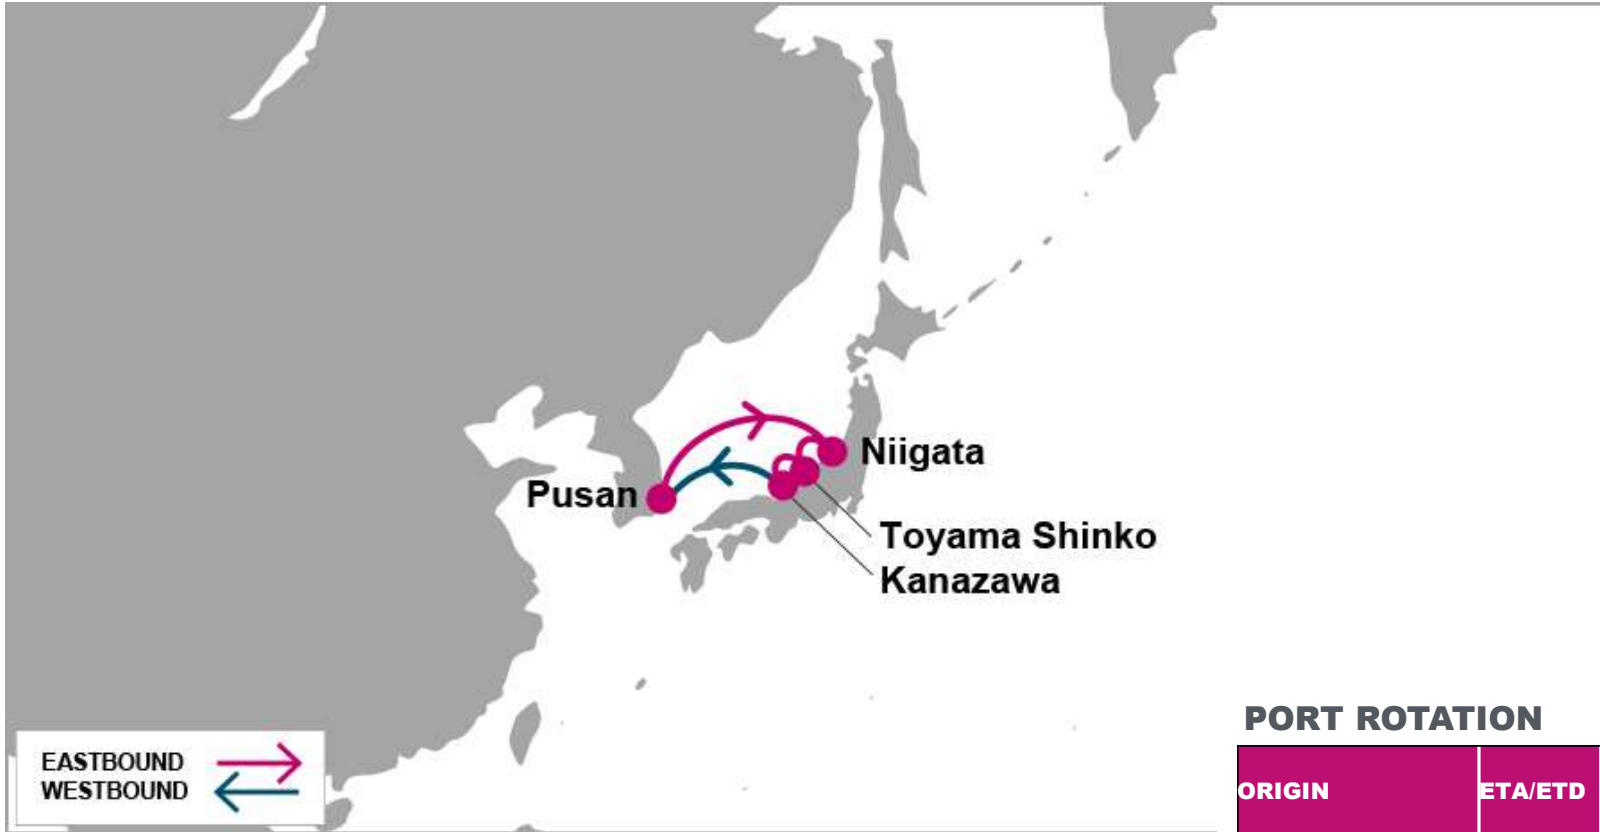 Niigata
Pusan
Toyama Shinko
Kanazawa
EASTBOUND
WESTBOUND
PORT ROTATION
ORIGIN ETA/ETD